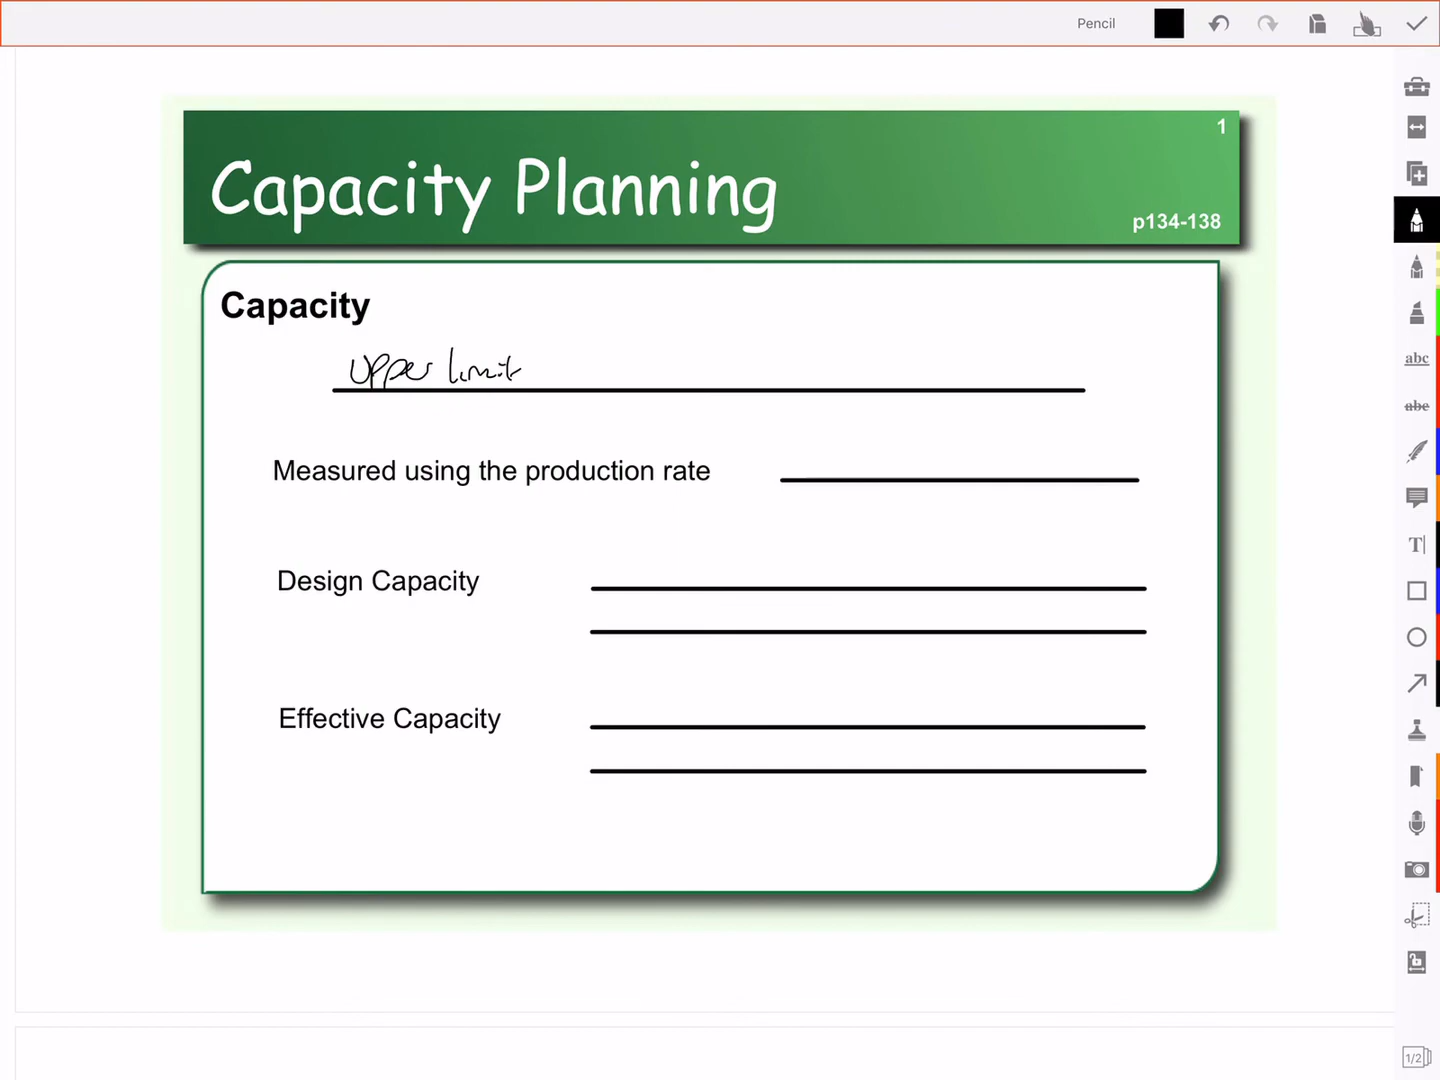 Pencil
1
Capacity Planning
p134-138
Capacity
Upper limit
Measured using the production rate
Design Capacity
Effective Capacity
abc
abc
T
1/2